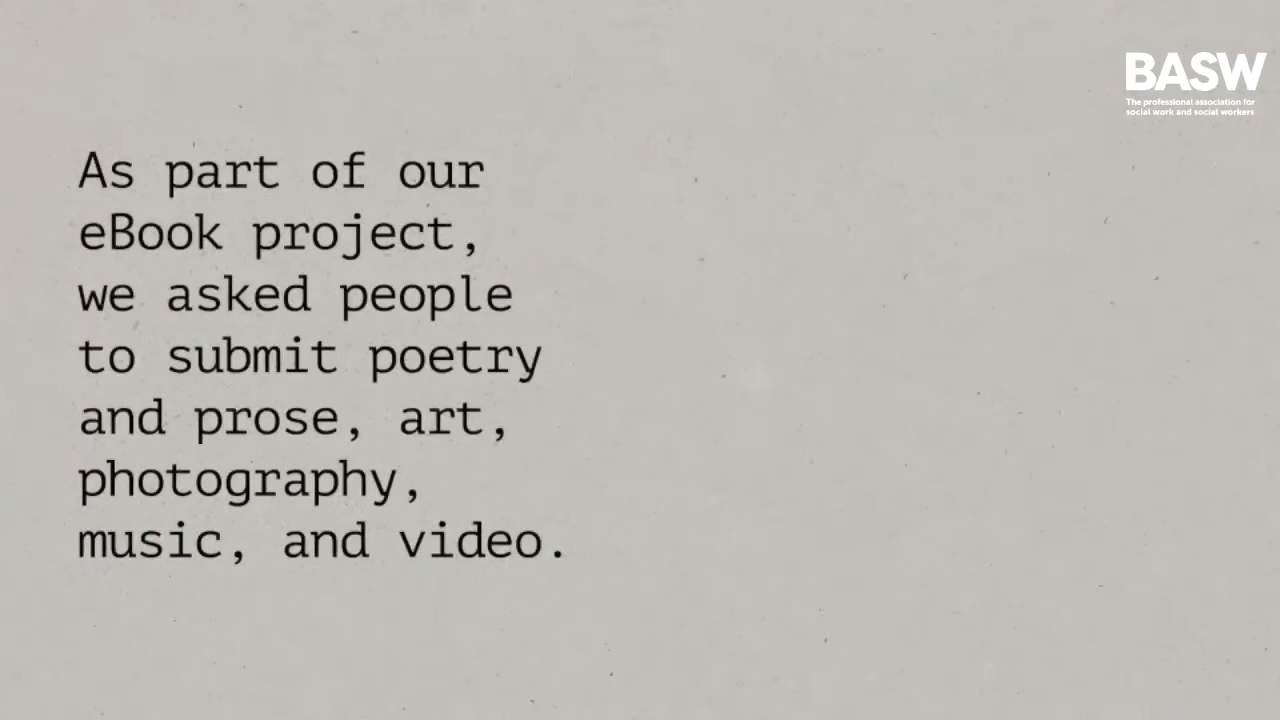 BASW
The professional association for
social work and social workers
As part of our
eBook project,
we asked people
to submit poetry
and prose, art,
photography,
music, and video.